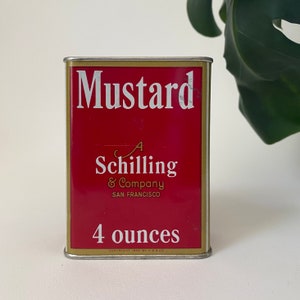 Mustard
A
Schilling
& Company
SAN FRANCISCO
4 ounces